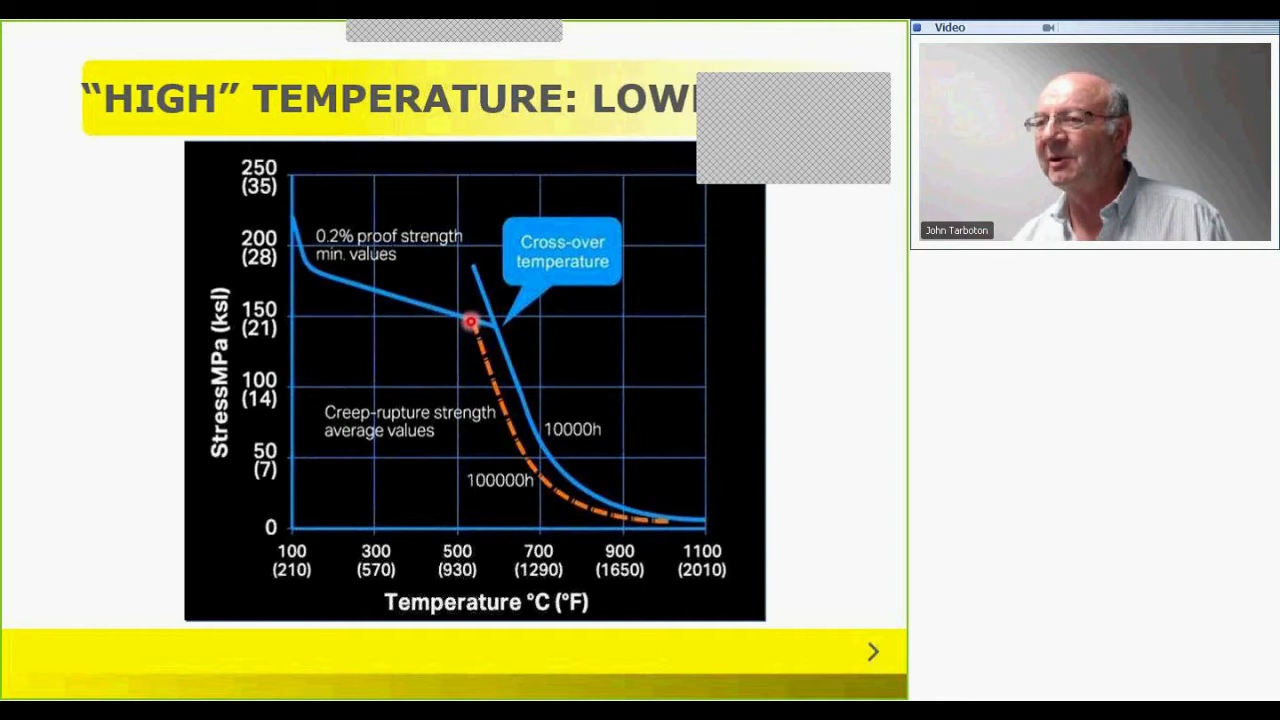 Video
"HIGH" TEMPERATURE:
John Tarboton
250
(35)
200
(28)
150
(21)
100
(14)
50
(7)
0
StressMPa (ksl)
0.2% proof strength
min. values
Cross-over
temperature
Creep-rupture strength
average values
10000h
100000h
100 300 500 700 900 1100
(210) (570) (930) (1290) (1650) (2010)
Temperature °C (°F)